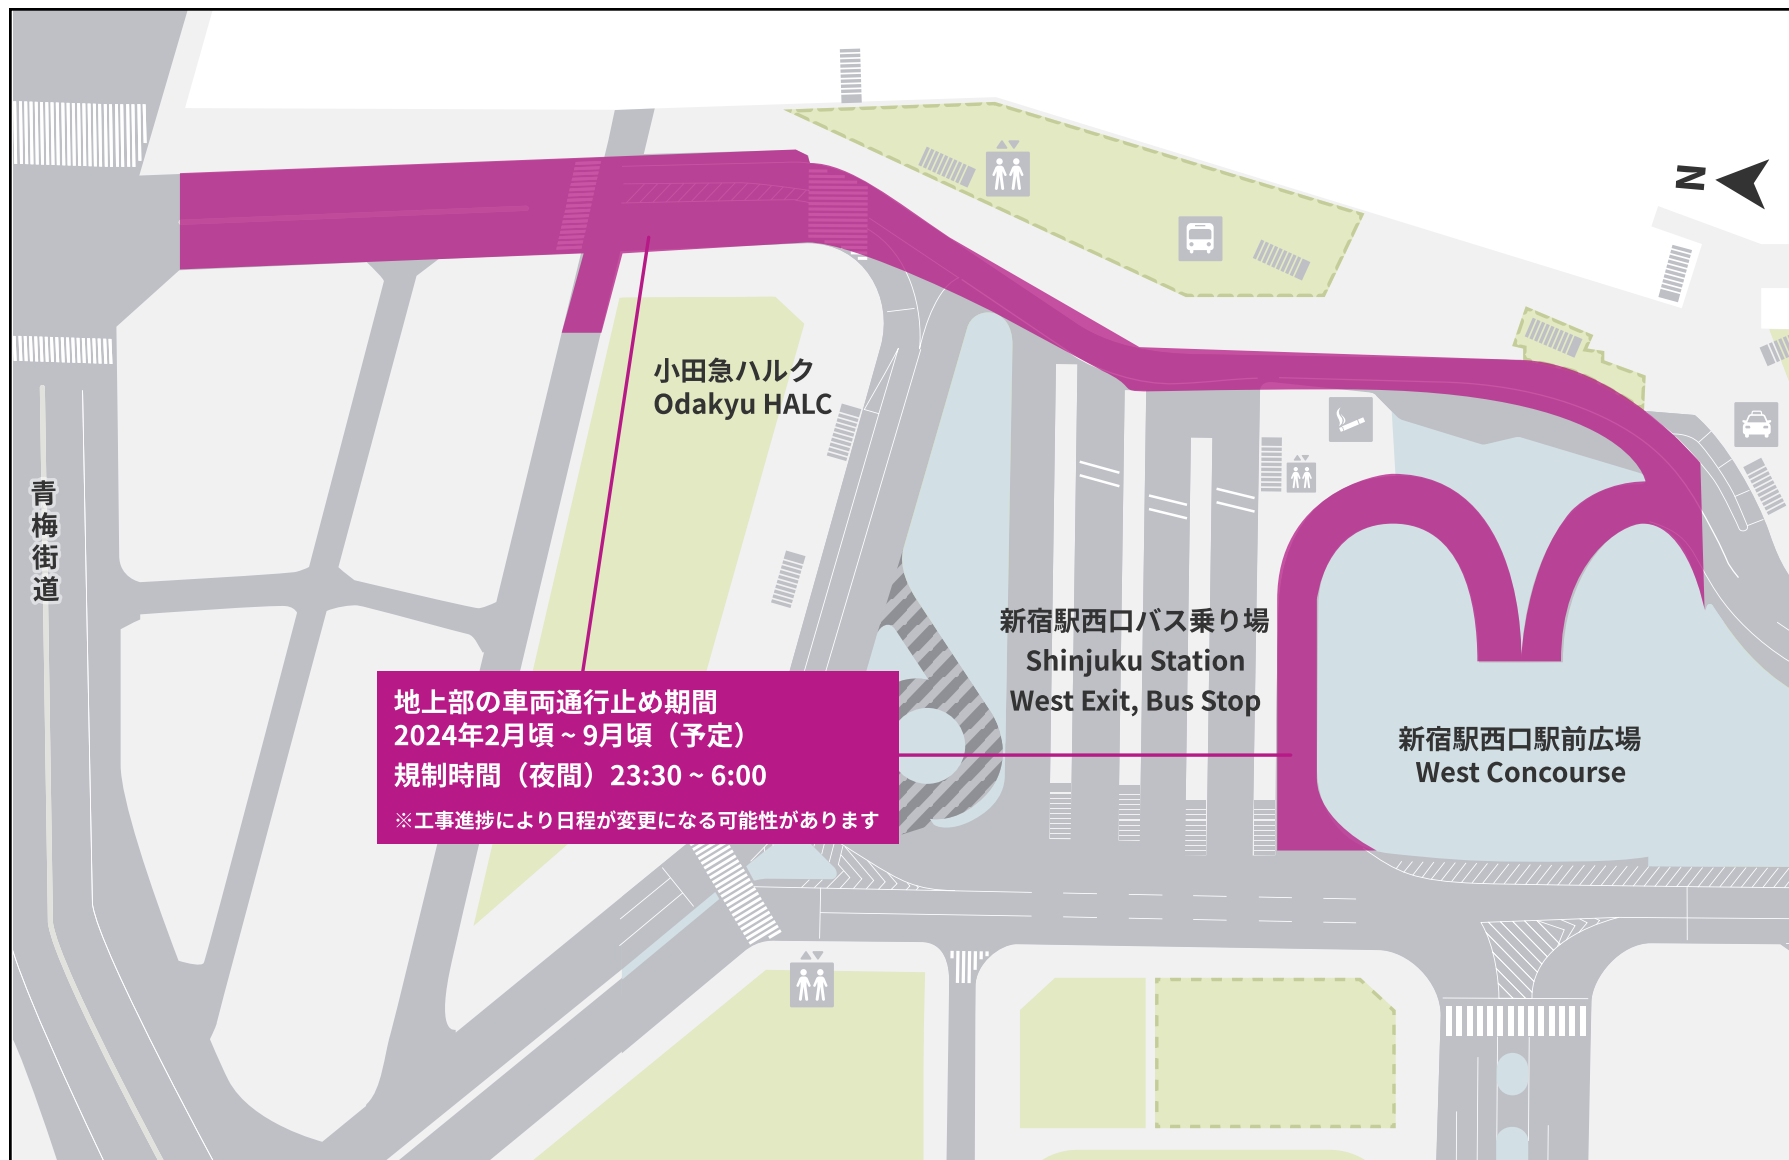 N
小田急ハルク
Odakyu HALC
青梅街道
新宿駅西口バス乗り場
Shinjuku Station
West Exit, Bus Stop
地上部の車両通行止め期間
2024年2月頃 ~ 9月頃（予定）
規制時間（夜間）23:30 ~ 6:00
※工事進捗により日程が変更になる可能性があります
新宿駅西口駅前広場
West Concourse